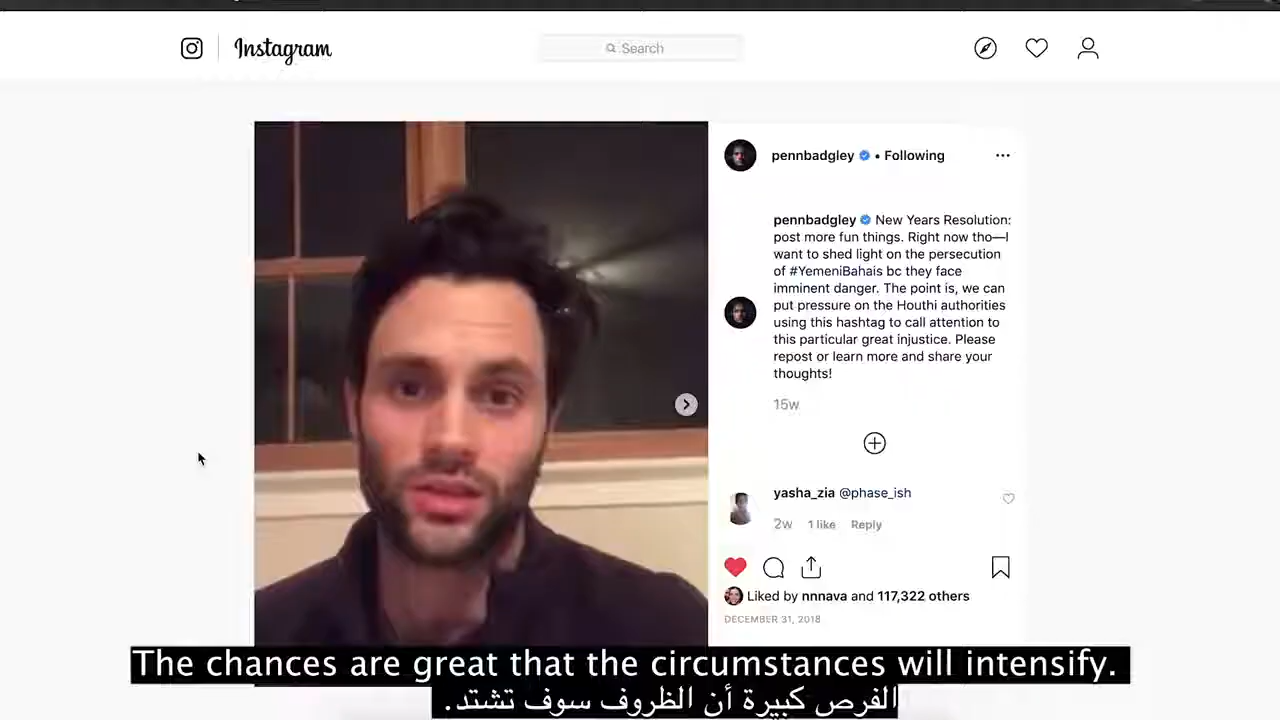 Instagram
Search
pennbadgley • Following
pennbadgley New Years Resolution:
post more fun things. Right now tho—I
want to shed light on the persecution
of #YemeniBahais bc they face
imminent danger. The point is, we can
put pressure on the Houthi authorities
using this hashtag to call attention to
this particular great injustice. Please
repost or learn more and share your
thoughts!
15w
yasha_zia @phase_ish
2w 1 like Reply
Liked by nnnava and 117,322 others
DECEMBER 31, 2018
The chances are great that the circumstances will intensify.
الفرص كبيرة أن الظروف سوف تشتد.